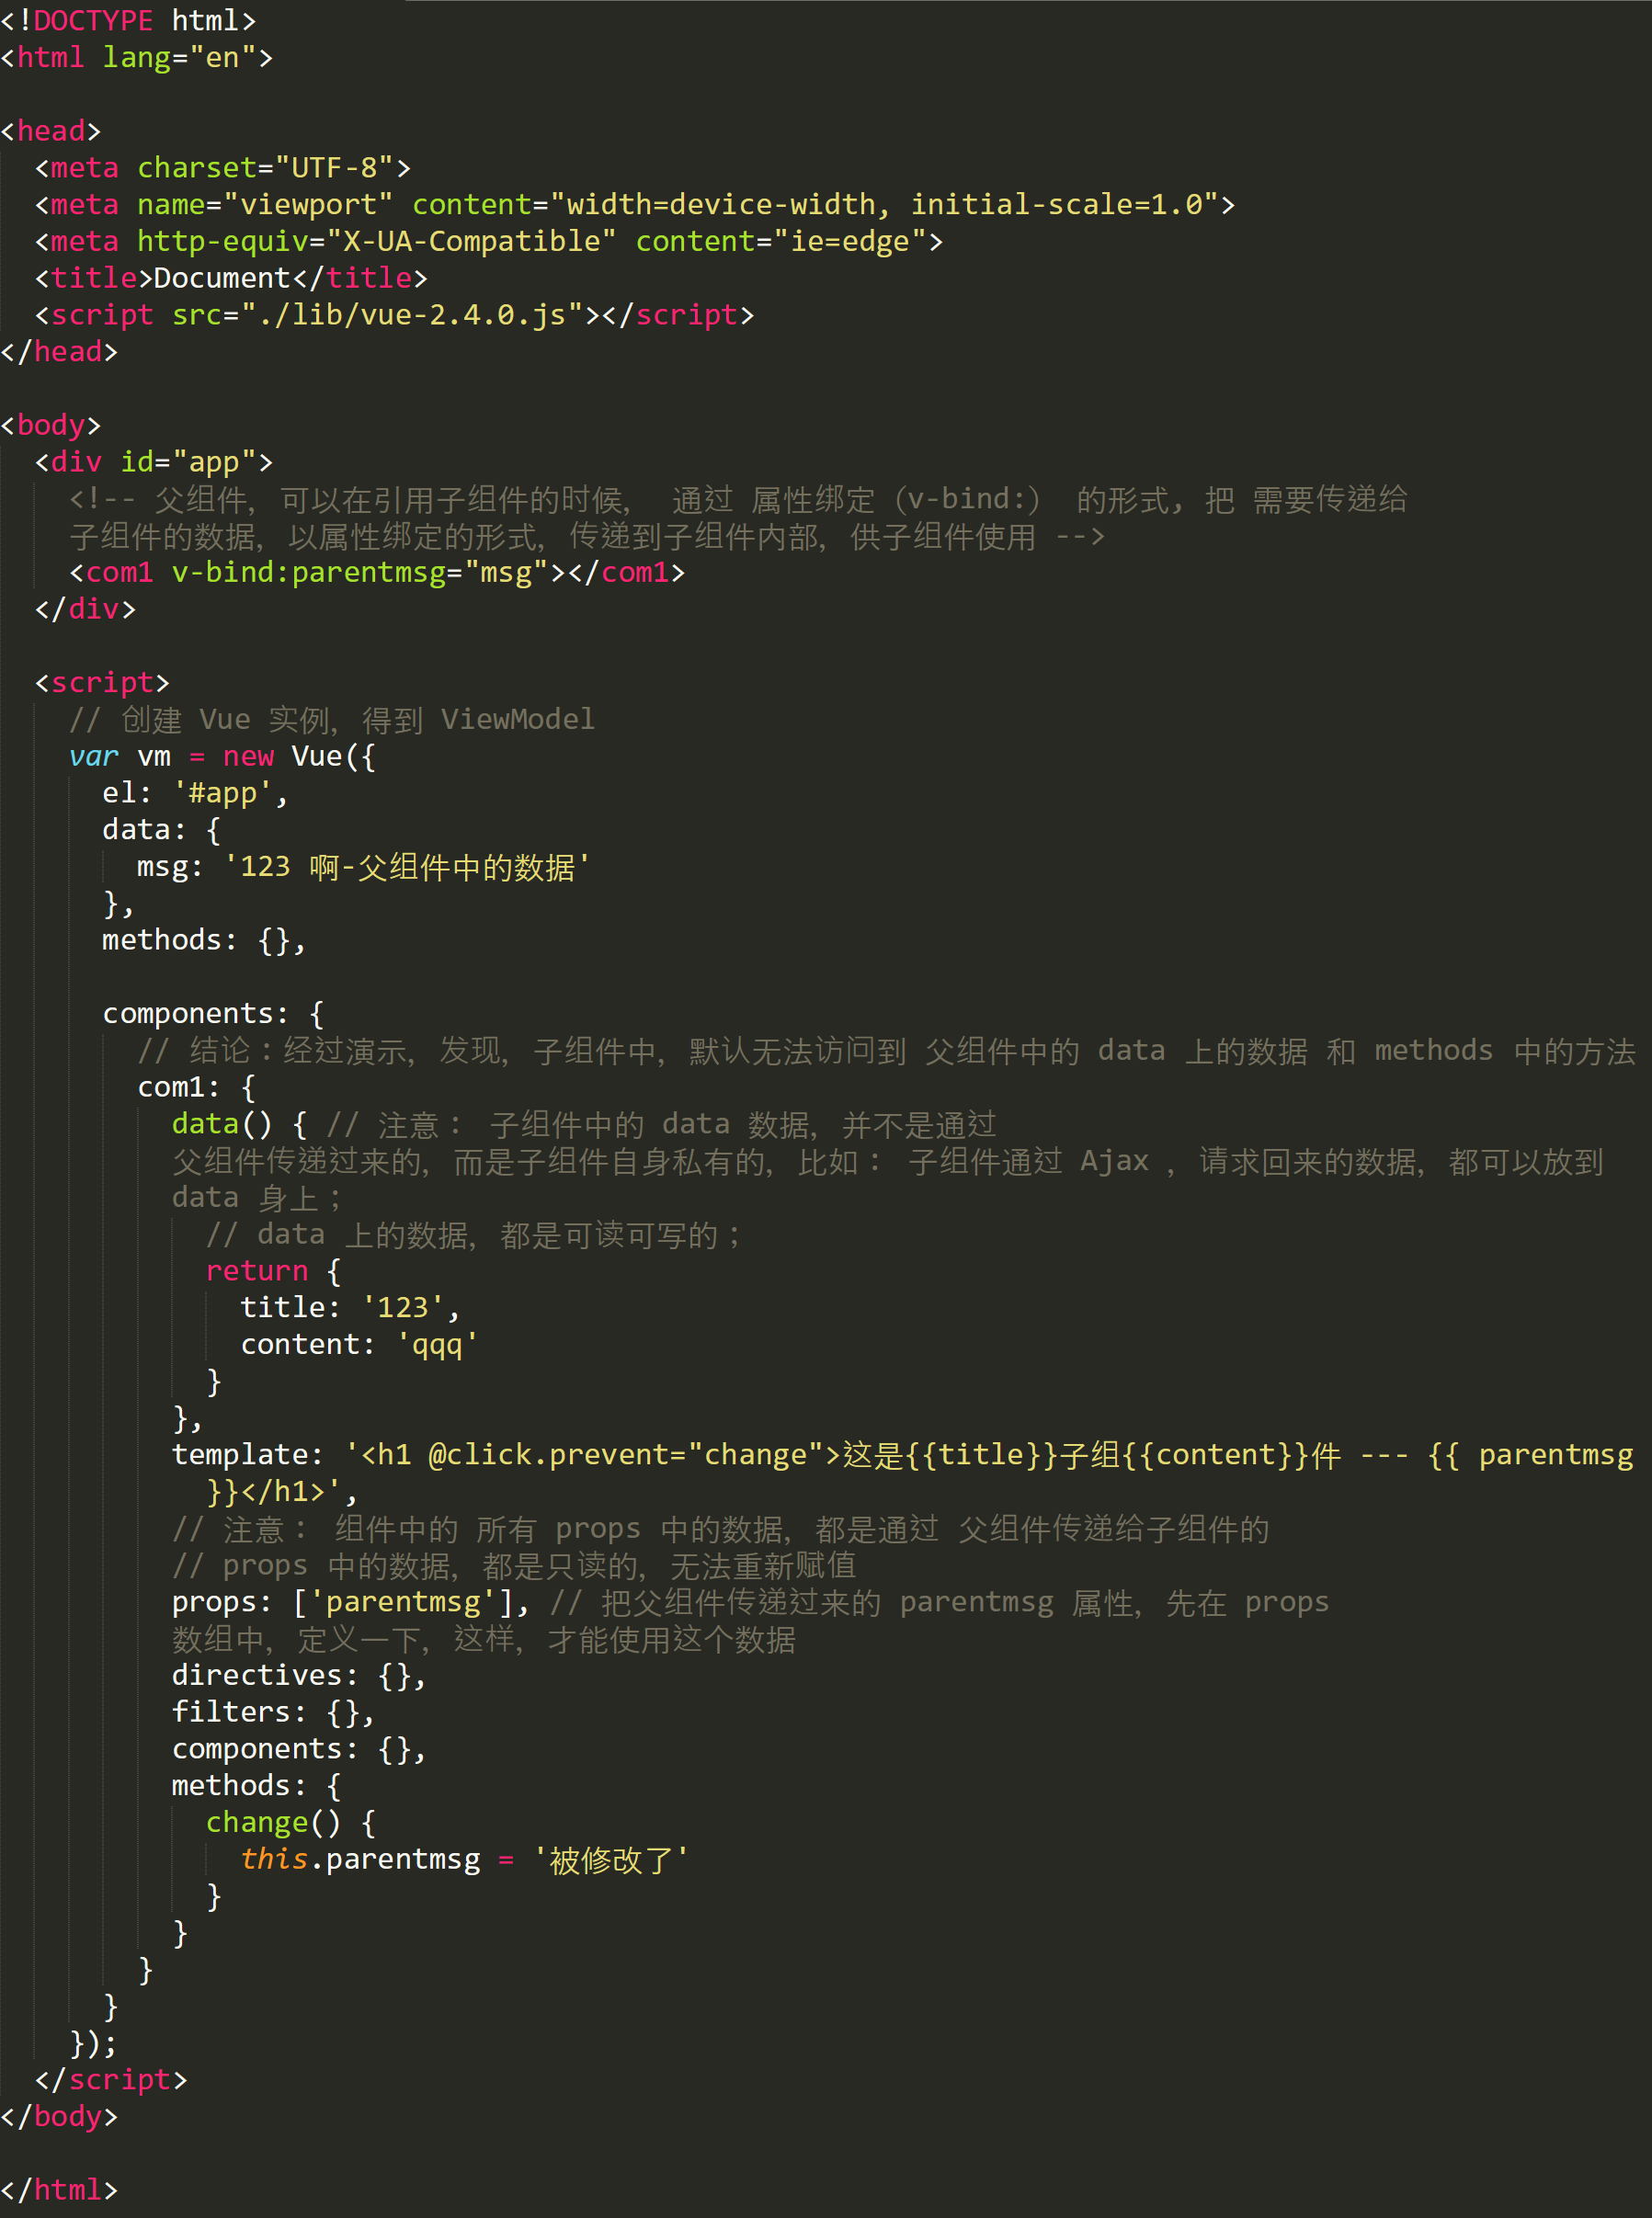 <!DOCTYPE html>
<html lang="en">
<head>
<meta charset="UTF-8">
<meta name="viewport" content="width=device-width, initial-scale=1.0">
<meta http-equiv="X-UA-Compatible" content="ie=edge">
<title>Document</title>
<script src="./lib/vue-2.4.0.js"></script>
</head>
<body>
<div id="app">
<!-- 父组件，可以在引用子组件的时候， 通过 属性绑定（v-bind:） 的形式, 把 需要传递给
子组件的数据，以属性绑定的形式，传递到子组件内部，供子组件使用 -->
<com1 v-bind:parentmsg="msg"></com1>
</div>
<script>
// 创建 Vue 实例，得到 ViewModel
var vm = new Vue({
el: '#app',
data: {
msg: '123 啊-父组件中的数据'
},
methods: {},
components: {
// 结论：经过演示，发现，子组件中，默认无法访问到 父组件中的 data 上的数据 和 methods 中的方法
com1: {
data() { // 注意： 子组件中的 data 数据，并不是通过
父组件传递过来的，而是子组件自身私有的，比如： 子组件通过 Ajax ，请求回来的数据，都可以放到
data 身上；
// data 上的数据，都是可读可写的；
return {
title: '123',
content: 'qqq'
}
},
template: '<h1 @click.prevent="change">这是{{title}}子组{{content}}件 --- {{ parentmsg
}}</h1>',
// 注意： 组件中的 所有 props 中的数据，都是通过 父组件传递给子组件的
// props 中的数据，都是只读的，无法重新赋值
props: ['parentmsg'], // 把父组件传递过来的 parentmsg 属性，先在 props
数组中，定义一下，这样，才能使用这个数据
directives: {},
filters: {},
components: {},
methods: {
change() {
this.parentmsg = '被修改了'
}
}
}
}
});
</script>
</body>
</html>